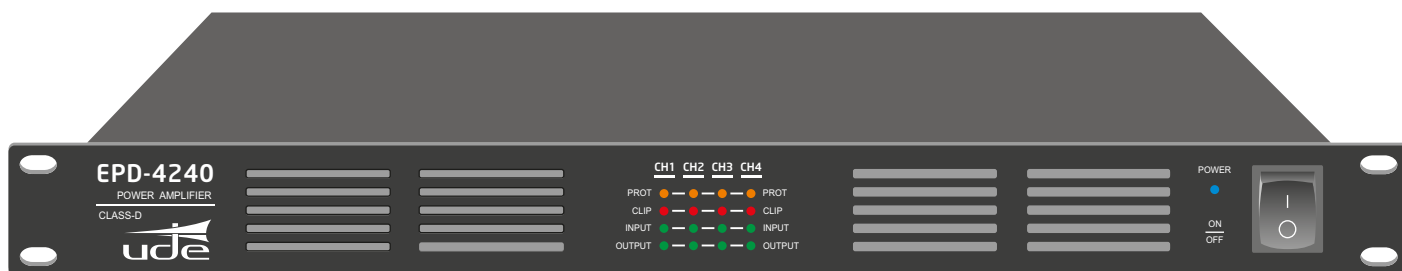 EPD-4240
POWER AMPLIFIER
CLASS-D
ude
CH1 CH2 CH3 CH4
PROT PROT
CLIP CLIP
INPUT INPUT
OUTPUT OUTPUT
POWER
ON
OFF